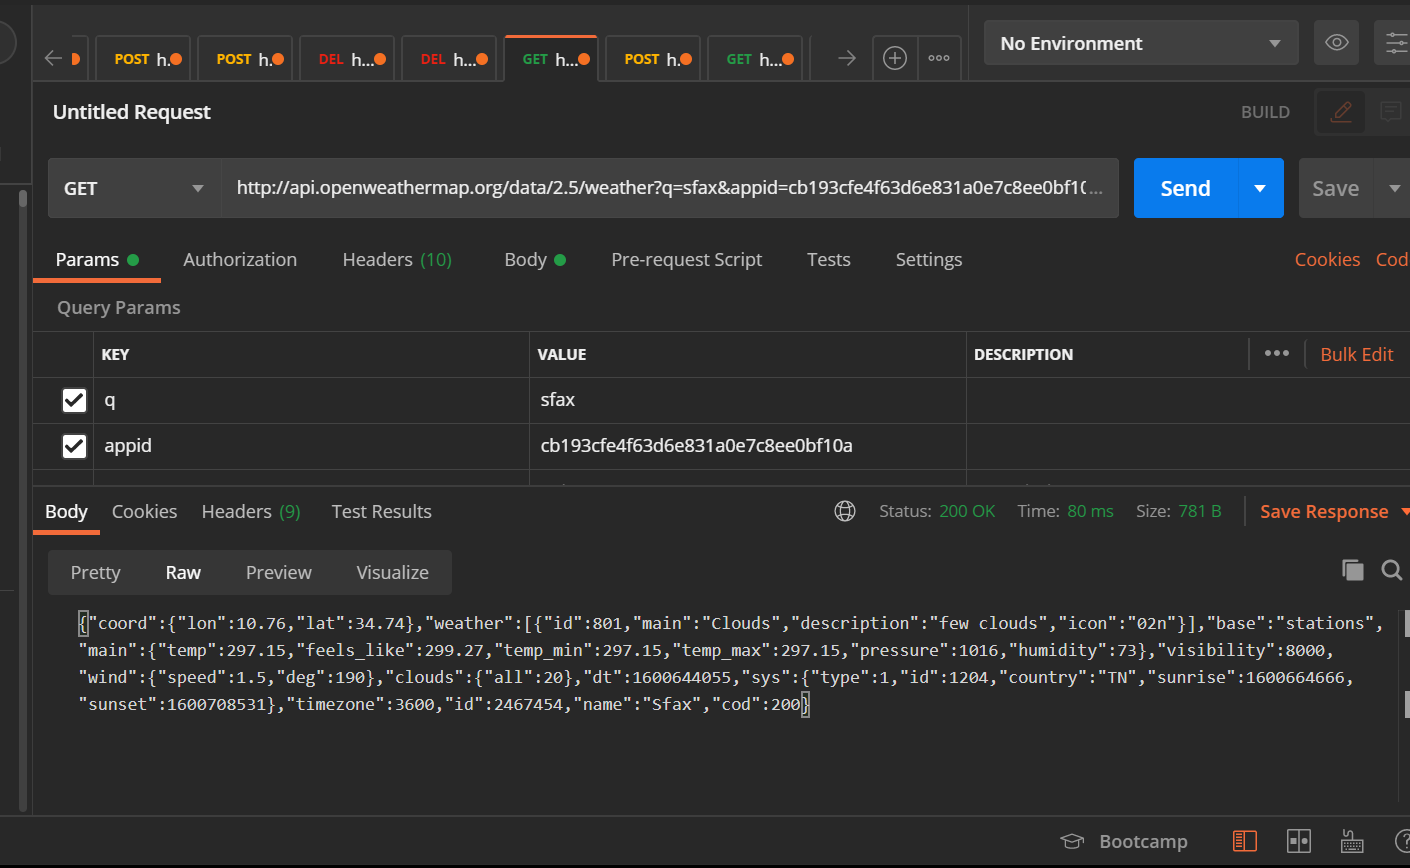 POST h.
POST h.
DEL h...
DEL h...
GET h...
POST h.
GET h...
No Environment
Untitled Request
BUILD
GET
http://api.openweathermap.org/data/2.5/weather?q=sfax&appid=cb193cfe4f63d6e831a0e7c8ee0bf10...
Send
Save
Params
Authorization
Headers (10)
Body
Pre-request Script
Tests
Settings
Cookies
Cod
Query Params
KEY
VALUE
DESCRIPTION
Bulk Edit
q
sfax
appid
cb193cfe4f63d6e831a0e7c8ee0bf10a
Body
Cookies
Headers (9)
Test Results
Status: 200 OK
Time: 80 ms
Size: 781 B
Save Response
Pretty
Raw
Preview
Visualize
{"coord":{"lon":10.76,"lat":34.74},"weather":[{"id":801,"main":"Clouds","description":"few clouds","icon":"02n"}],"base":"stations",
"main":{"temp":297.15,"feels_like":299.27,"temp_min":297.15,"temp_max":297.15,"pressure":1016,"humidity":73},"visibility":8000,
"wind":{"speed":1.5,"deg":190},"clouds":{"all":20},"dt":1600644055,"sys":{"type":1,"id":1204,"country":"TN","sunrise":1600664666,
"sunset":1600708531},"timezone":3600,"id":2467454,"name":"Sfax","cod":200}
Bootcamp